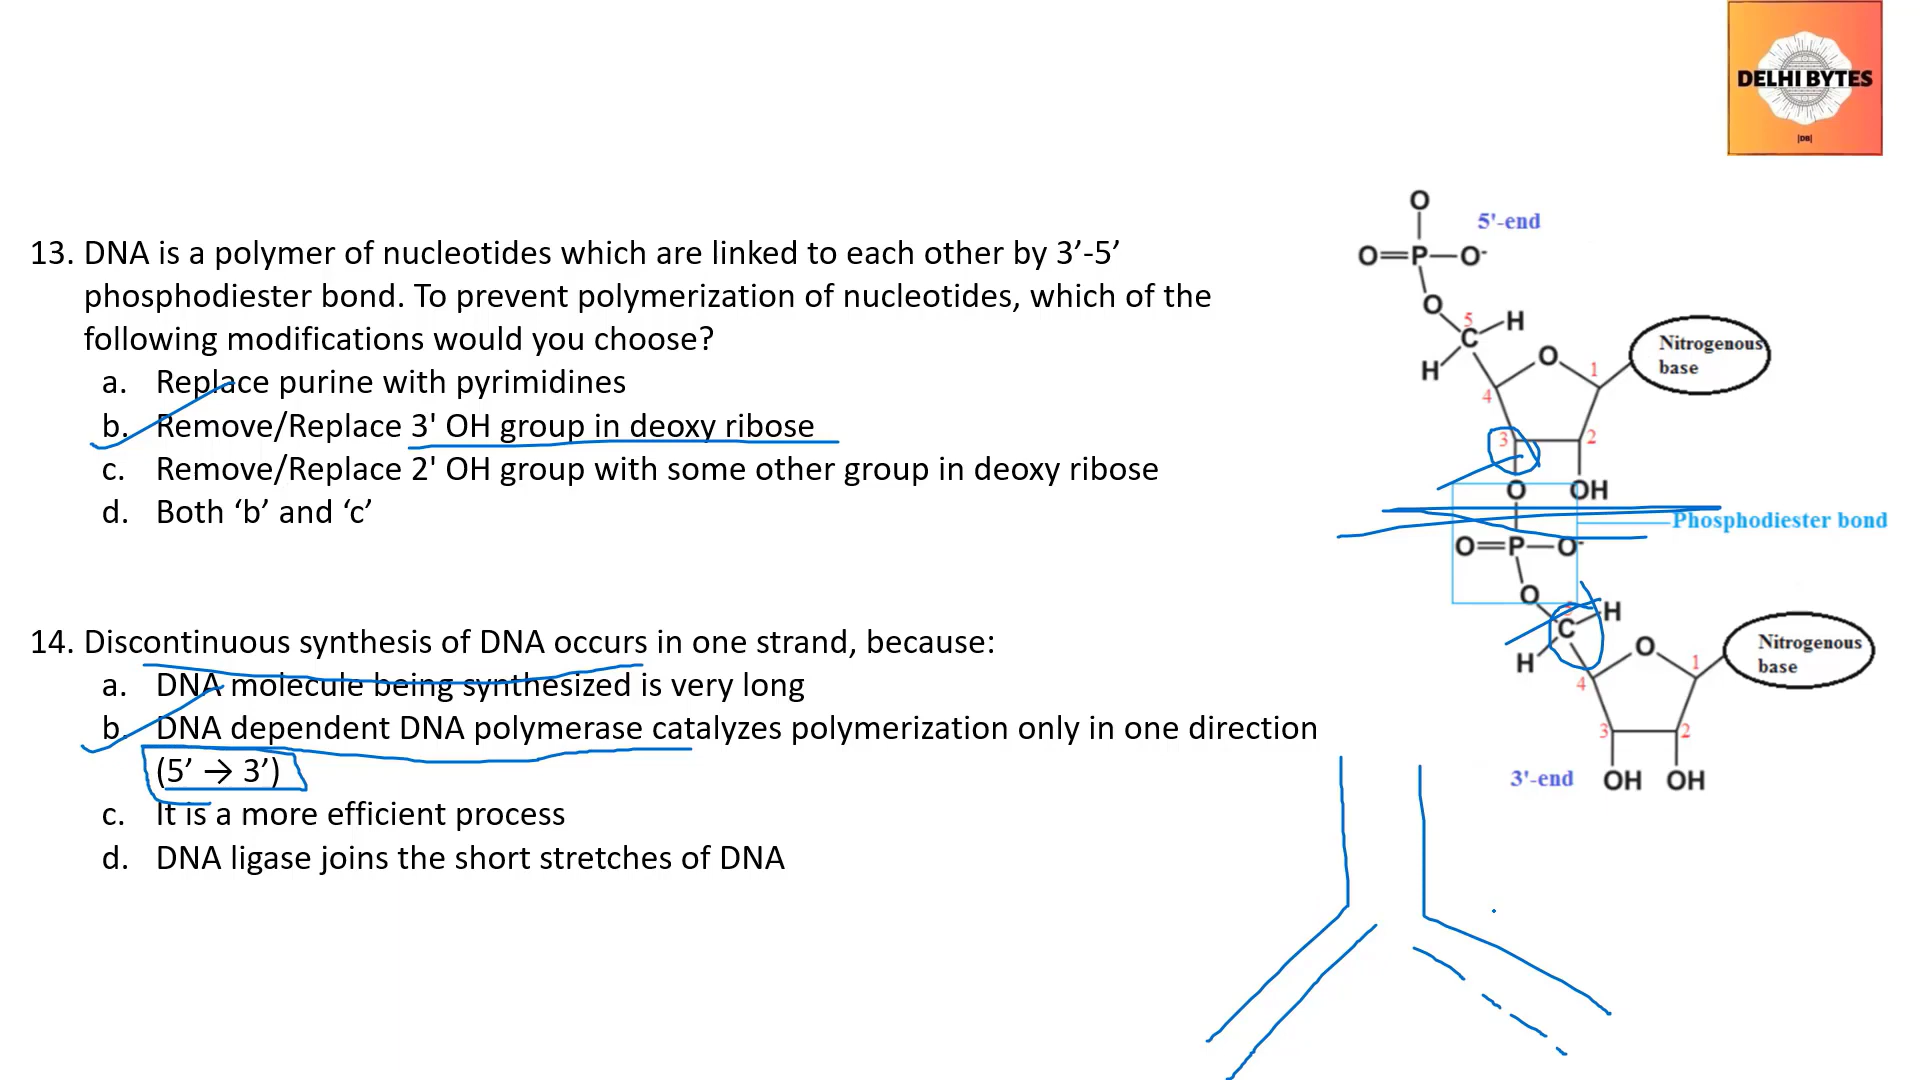 DELHI BYTES
|DB|
13. DNA is a polymer of nucleotides which are linked to each other by 3’-5’
phosphodiester bond. To prevent polymerization of nucleotides, which of the
following modifications would you choose?
a. Replace purine with pyrimidines
b. Remove/Replace 3' OH group in deoxy ribose
c. Remove/Replace 2' OH group with some other group in deoxy ribose
d. Both ‘b’ and ‘c’
14. Discontinuous synthesis of DNA occurs in one strand, because:
a. DNA molecule being synthesized is very long
b. DNA dependent DNA polymerase catalyzes polymerization only in one direction
(5’ → 3’)
c. It is a more efficient process
d. DNA ligase joins the short stretches of DNA
O
5'-end
O=P—O-
O
5
H
C
H
O
1
Nitrogenous
base
4
3
2
O
OH
Phosphodiester bond
O=P—O-
O
H
C
H
O
1
Nitrogenous
base
4
3
2
3'-end
OH
OH